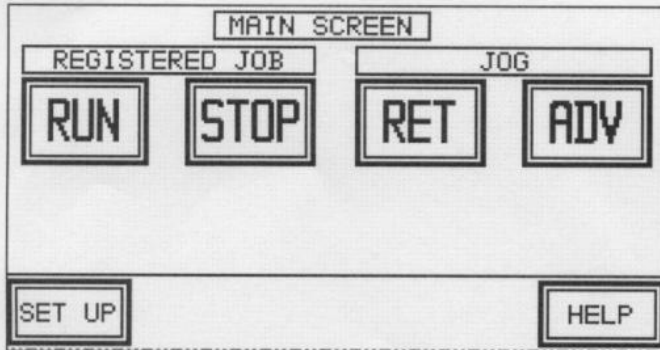 MAIN SCREEN
REGISTERED JOB JOG
RUN STOP RET ADV
SET UP HELP